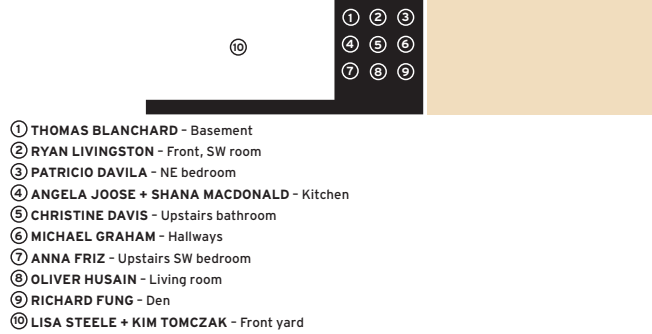 ① ② ③
⑩ ④ ⑤ ⑥
⑦ ⑧ ⑨
① THOMAS BLANCHARD – Basement
② RYAN LIVINGSTON – Front, SW room
③ PATRICIO DAVILA – NE bedroom
④ ANGELA JOOSE + SHANA MACDONALD – Kitchen
⑤ CHRISTINE DAVIS – Upstairs bathroom
⑥ MICHAEL GRAHAM – Hallways
⑦ ANNA FRIZ – Upstairs SW bedroom
⑧ OLIVER HUSAIN – Living room
⑨ RICHARD FUNG – Den
⑩ LISA STEELE + KIM TOMCZAK – Front yard